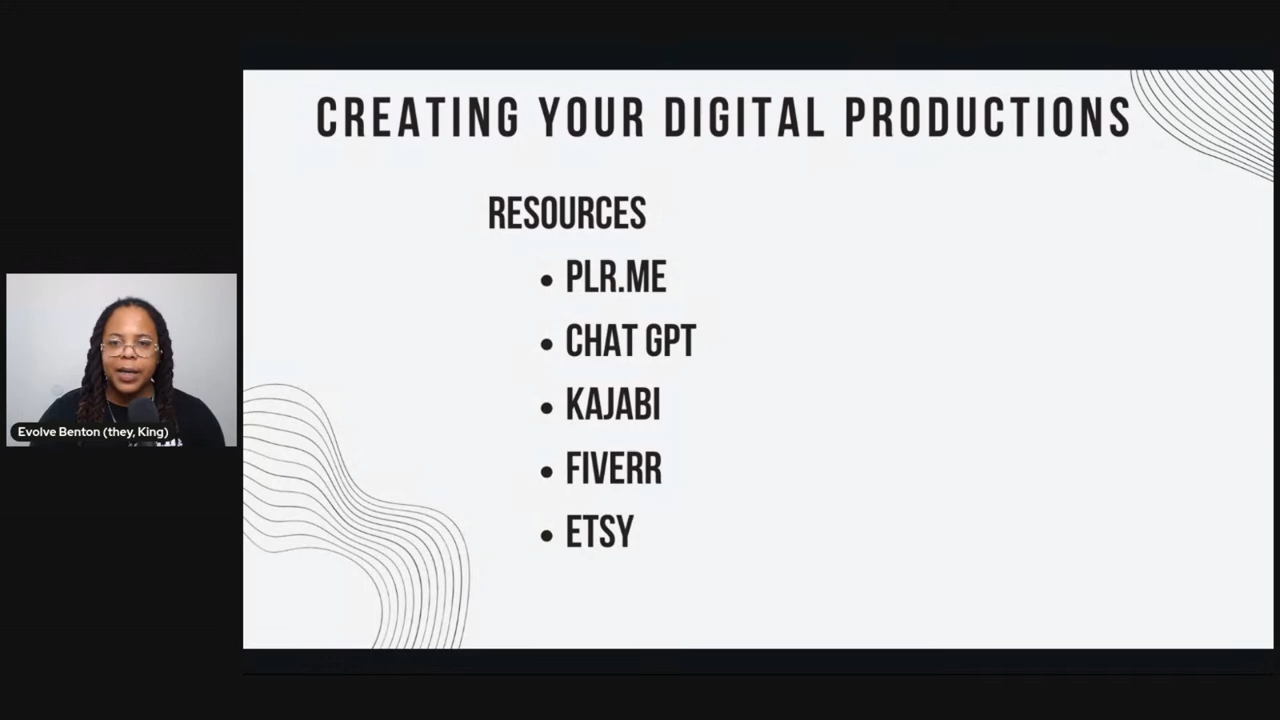 CREATING YOUR DIGITAL PRODUCTIONS
RESOURCES
• PLR.ME
• CHAT GPT
• KAJABI
• FIVERR
• ETSY
Evolve Benton (they, King)